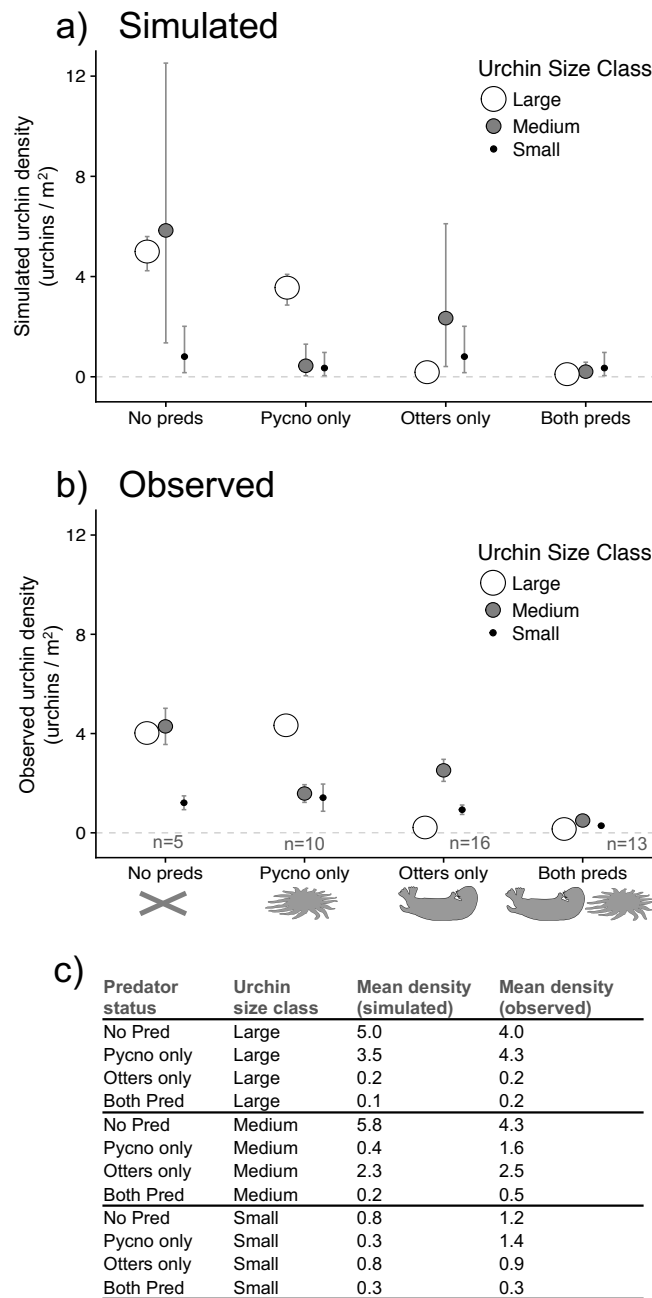 a) Simulated
12
8
4
0
Simulated urchin density
(urchins / m²)
Urchin Size Class
Large
Medium
Small
No preds Pycno only Otters only Both preds
b) Observed
12
8
4
0
Observed urchin density
(urchins / m²)
Urchin Size Class
Large
Medium
Small
n=5 n=10 n=16 n=13
No preds Pycno only Otters only Both preds
c)
Predator status Urchin size class Mean density (simulated) Mean density (observed)
No Pred Large 5.0 4.0
Pycno only Large 3.5 4.3
Otters only Large 0.2 0.2
Both Pred Large 0.1 0.2
No Pred Medium 5.8 4.3
Pycno only Medium 0.4 1.6
Otters only Medium 2.3 2.5
Both Pred Medium 0.2 0.5
No Pred Small 0.8 1.2
Pycno only Small 0.3 1.4
Otters only Small 0.8 0.9
Both Pred Small 0.3 0.3